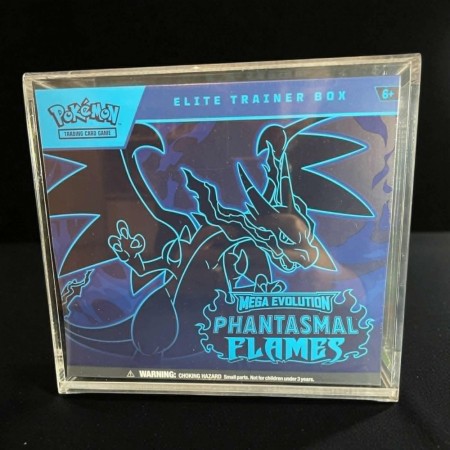 POKéMON
TRADING CARD GAME
ELITE TRAINER BOX
6+
MEGA EVOLUTION
PHANTASMAL
FLAMES
⚠ WARNING: CHOKING HAZARD Small parts. Not for children under 3 years.